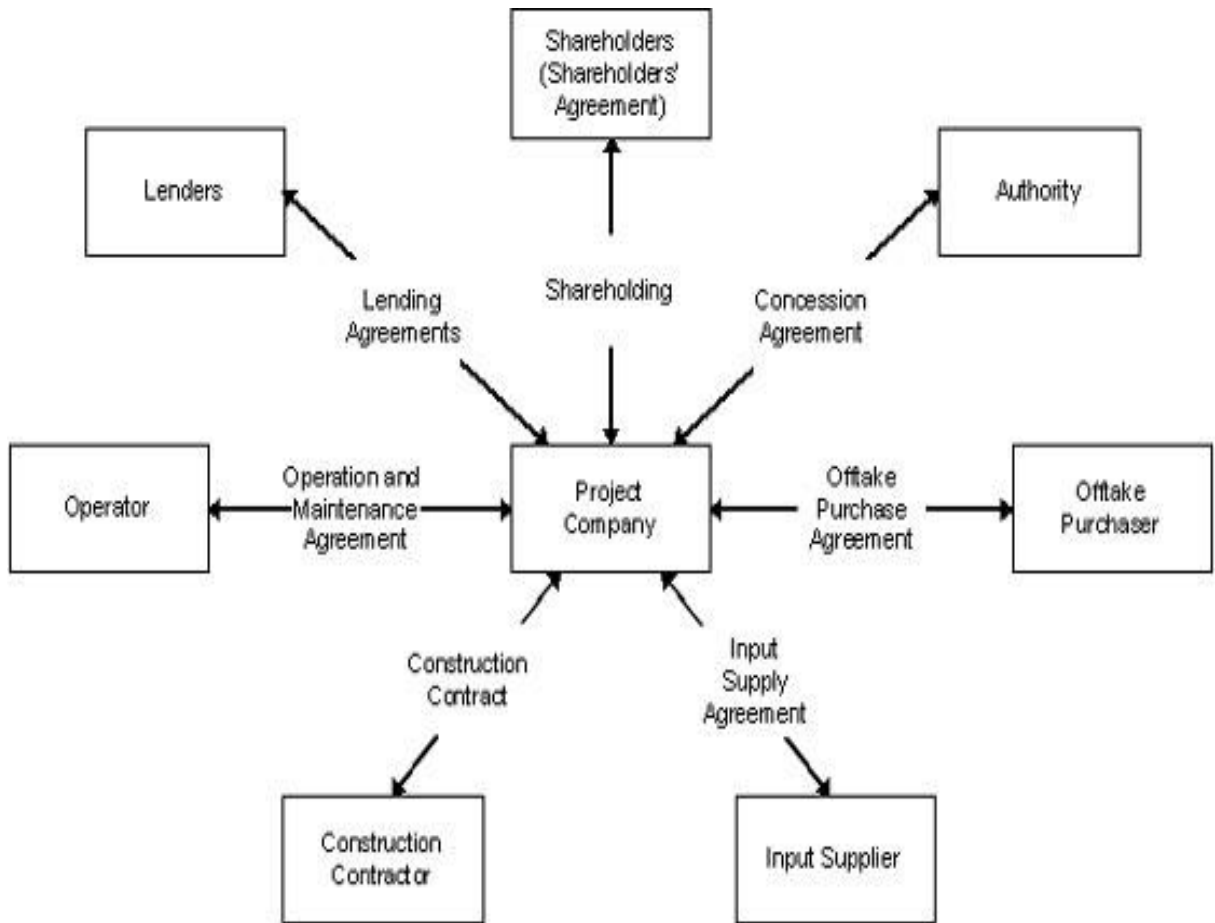 Shareholders
(Shareholders'
Agreement)
Lenders
Authority
Lending
Agreements
Shareholding
Concession
Agreement
Operator
Operation and
Maintenance
Agreement
Project
Company
Offtake
Purchase
Agreement
Offtake
Purchaser
Construction
Contract
Input
Supply
Agreement
Construction
Contractor
Input Supplier